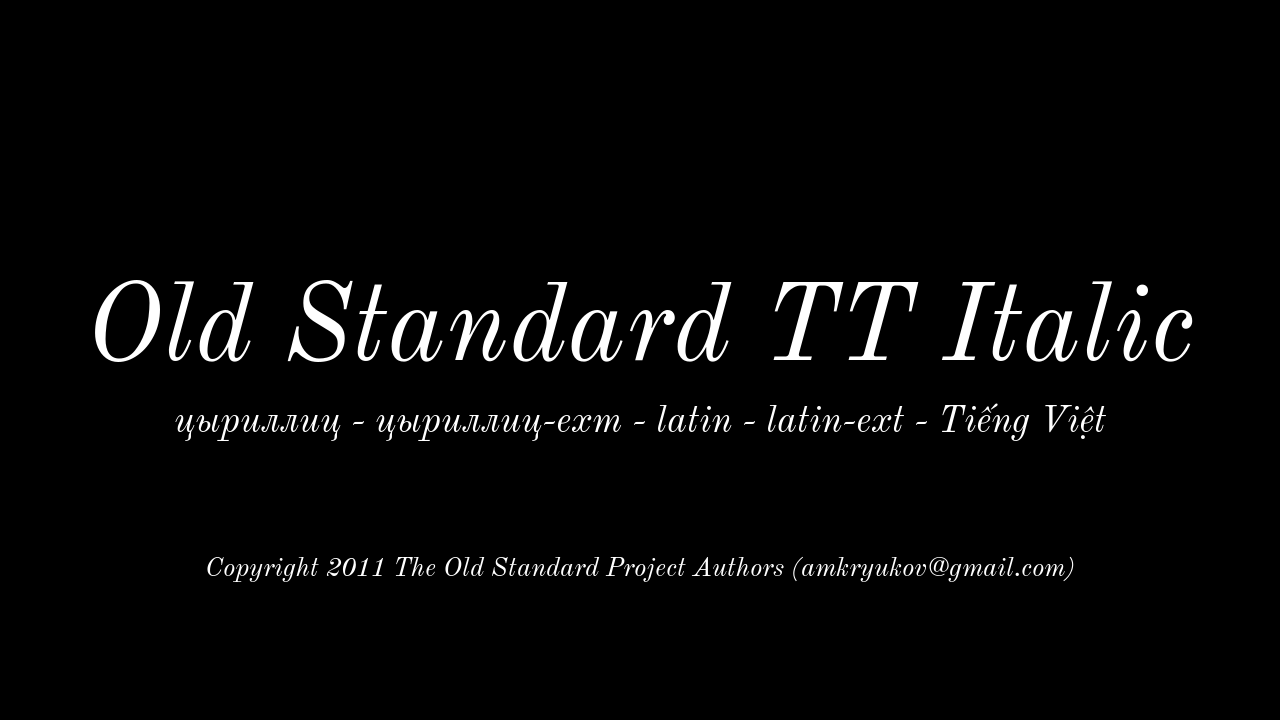 Old Standard TT Italic
цыриллиц - цыриллиц-ехт - latin - latin-ext - Tiếng Việt
Copyright 2011 The Old Standard Project Authors (amkryukov@gmail.com)